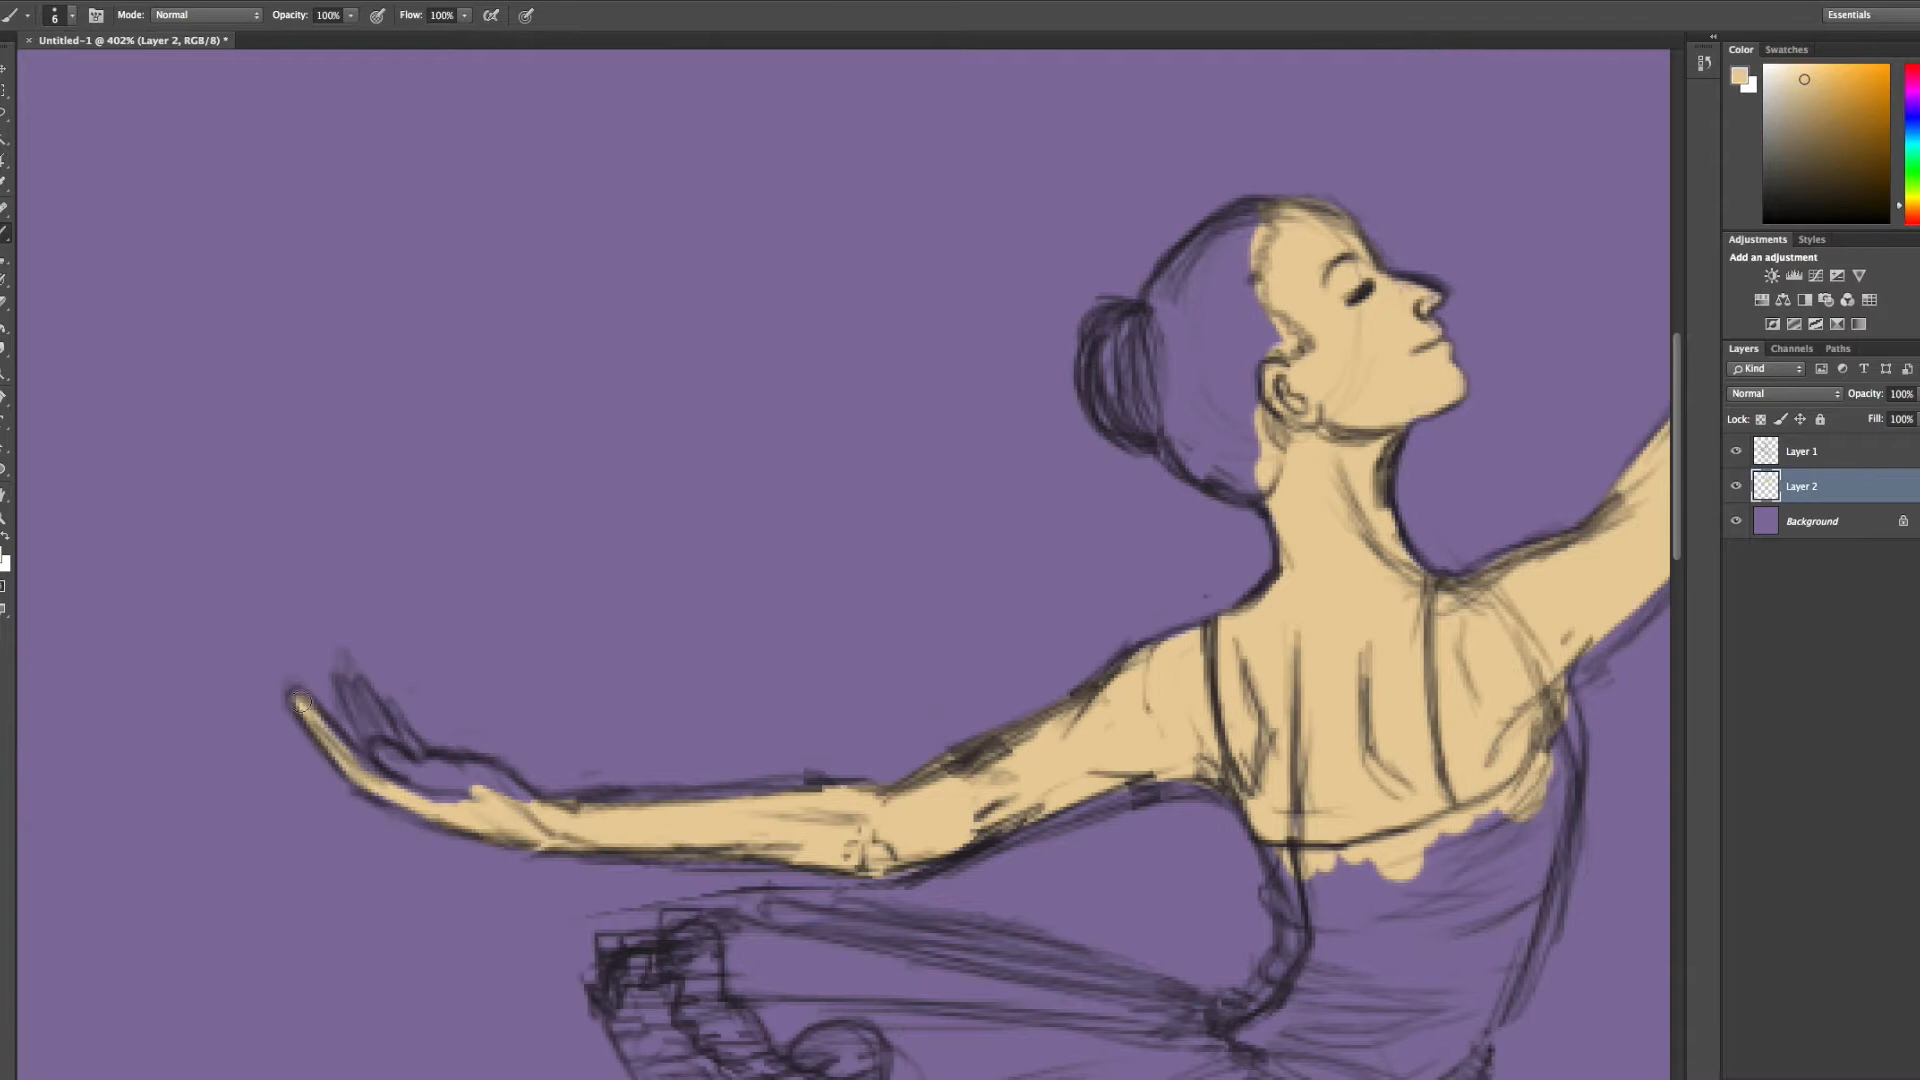 6 Mode: Normal Opacity: 100% Flow: 100% Essentials
× Untitled-1 @ 402% (Layer 2, RGB/8) *
Color Swatches
Adjustments Styles
Add an adjustment
Layers Channels Paths
Kind
Normal Opacity: 100%
Lock: Fill: 100%
Layer 1
Layer 2
Background